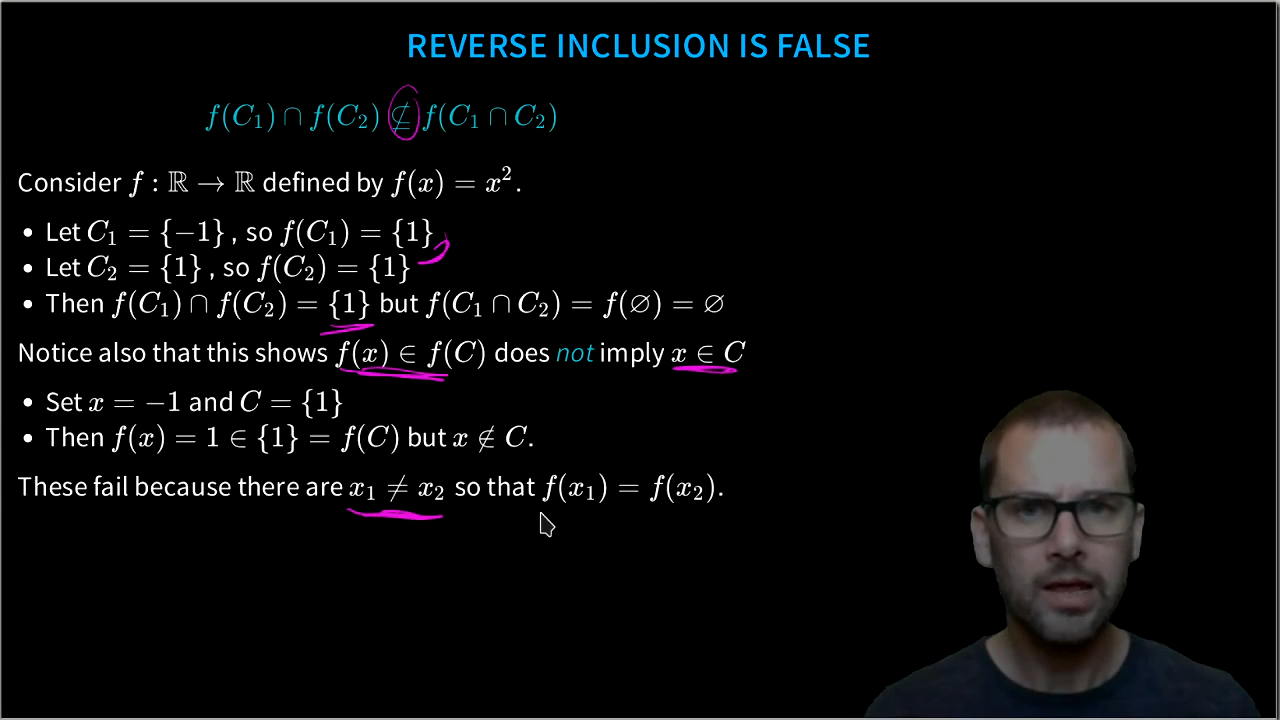 REVERSE INCLUSION IS FALSE
f(C₁) ∩ f(C₂) ⊈ f(C₁ ∩ C₂)
Consider f : ℝ → ℝ defined by f(x) = x².
• Let C₁ = {−1} , so f(C₁) = {1}
• Let C₂ = {1} , so f(C₂) = {1}
• Then f(C₁) ∩ f(C₂) = {1} but f(C₁ ∩ C₂) = f(∅) = ∅
Notice also that this shows f(x) ∈ f(C) does not imply x ∈ C
• Set x = −1 and C = {1}
• Then f(x) = 1 ∈ {1} = f(C) but x ∉ C.
These fail because there are x₁ ≠ x₂ so that f(x₁) = f(x₂).